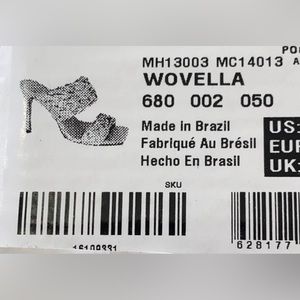 MH13003 MC14013
WOVELLA
680 002 050
Made in Brazil
Fabriqué Au Brésil
Hecho En Brasil
US:
EUR
UK:
SKU
628177